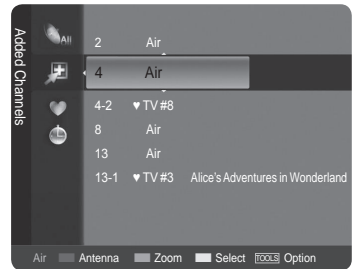 Added Channels
All
2 Air
4 Air
4-2 ♥ TV #8
8 Air
13 Air
13-1 ♥ TV #3 Alice's Adventures in Wonderland
Air Antenna Zoom Select TOOLS Option